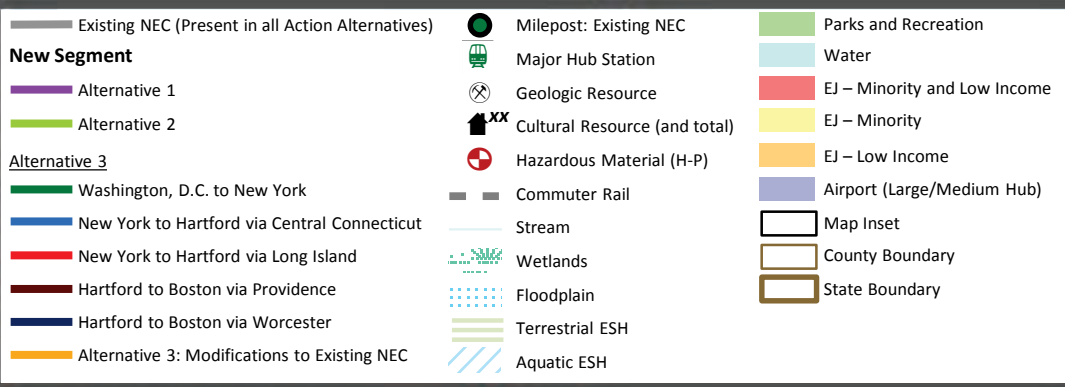 Existing NEC (Present in all Action Alternatives)
New Segment
Alternative 1
Alternative 2
Alternative 3
Washington, D.C. to New York
New York to Hartford via Central Connecticut
New York to Hartford via Long Island
Hartford to Boston via Providence
Hartford to Boston via Worcester
Alternative 3: Modifications to Existing NEC
Milepost: Existing NEC
Major Hub Station
Geologic Resource
xx Cultural Resource (and total)
Hazardous Material (H-P)
Commuter Rail
Stream
Wetlands
Floodplain
Terrestrial ESH
Aquatic ESH
Parks and Recreation
Water
EJ – Minority and Low Income
EJ – Minority
EJ – Low Income
Airport (Large/Medium Hub)
Map Inset
County Boundary
State Boundary